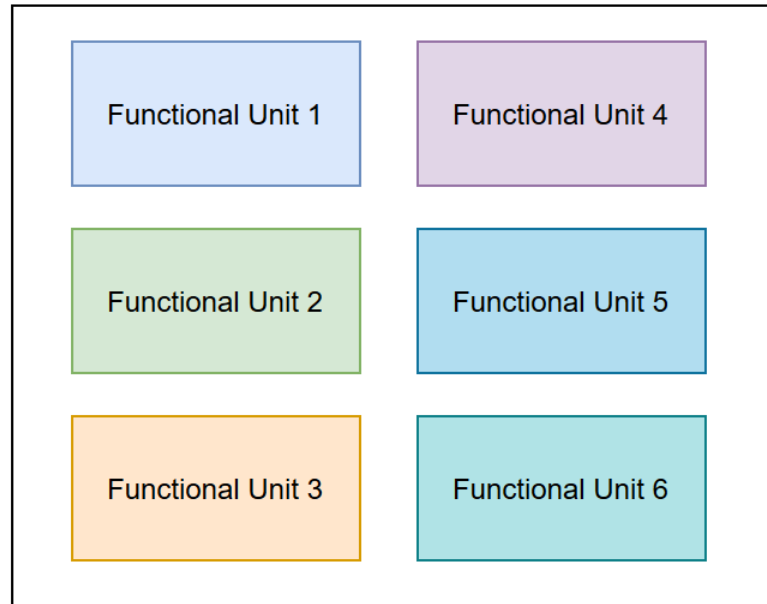 Functional Unit 1
Functional Unit 4
Functional Unit 2
Functional Unit 5
Functional Unit 3
Functional Unit 6